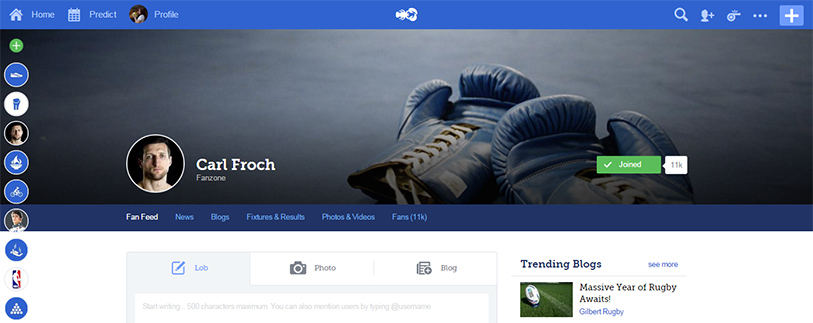 Home Predict Profile
Carl Froch
Fanzone
Joined 11k
Fan Feed News Blogs Fixtures & Results Photos & Videos Fans (11k)
Lob Photo Blog
Start writing... 500 characters maximum. You can also mention users by typing @username
Trending Blogs see more
Massive Year of Rugby
Awaits!
Gilbert Rugby